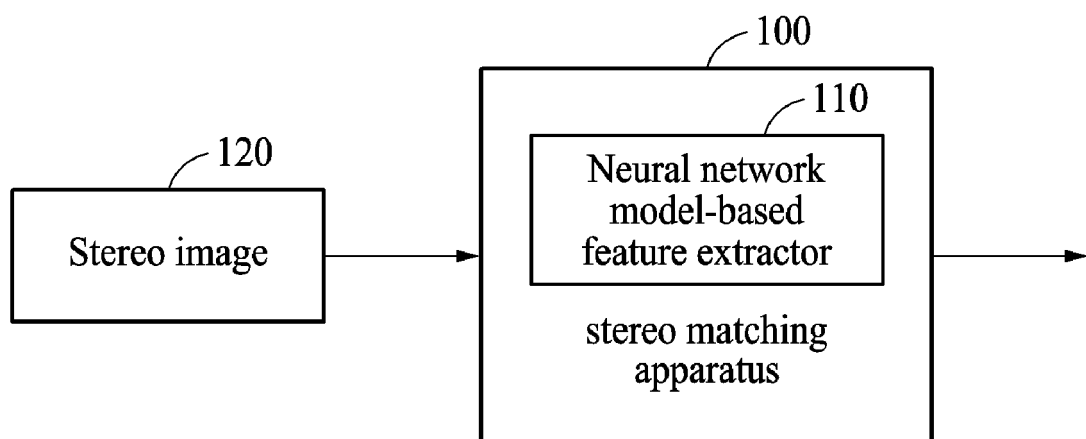 100
110
120
Neural network
model-based
feature extractor
Stereo image
stereo matching
apparatus